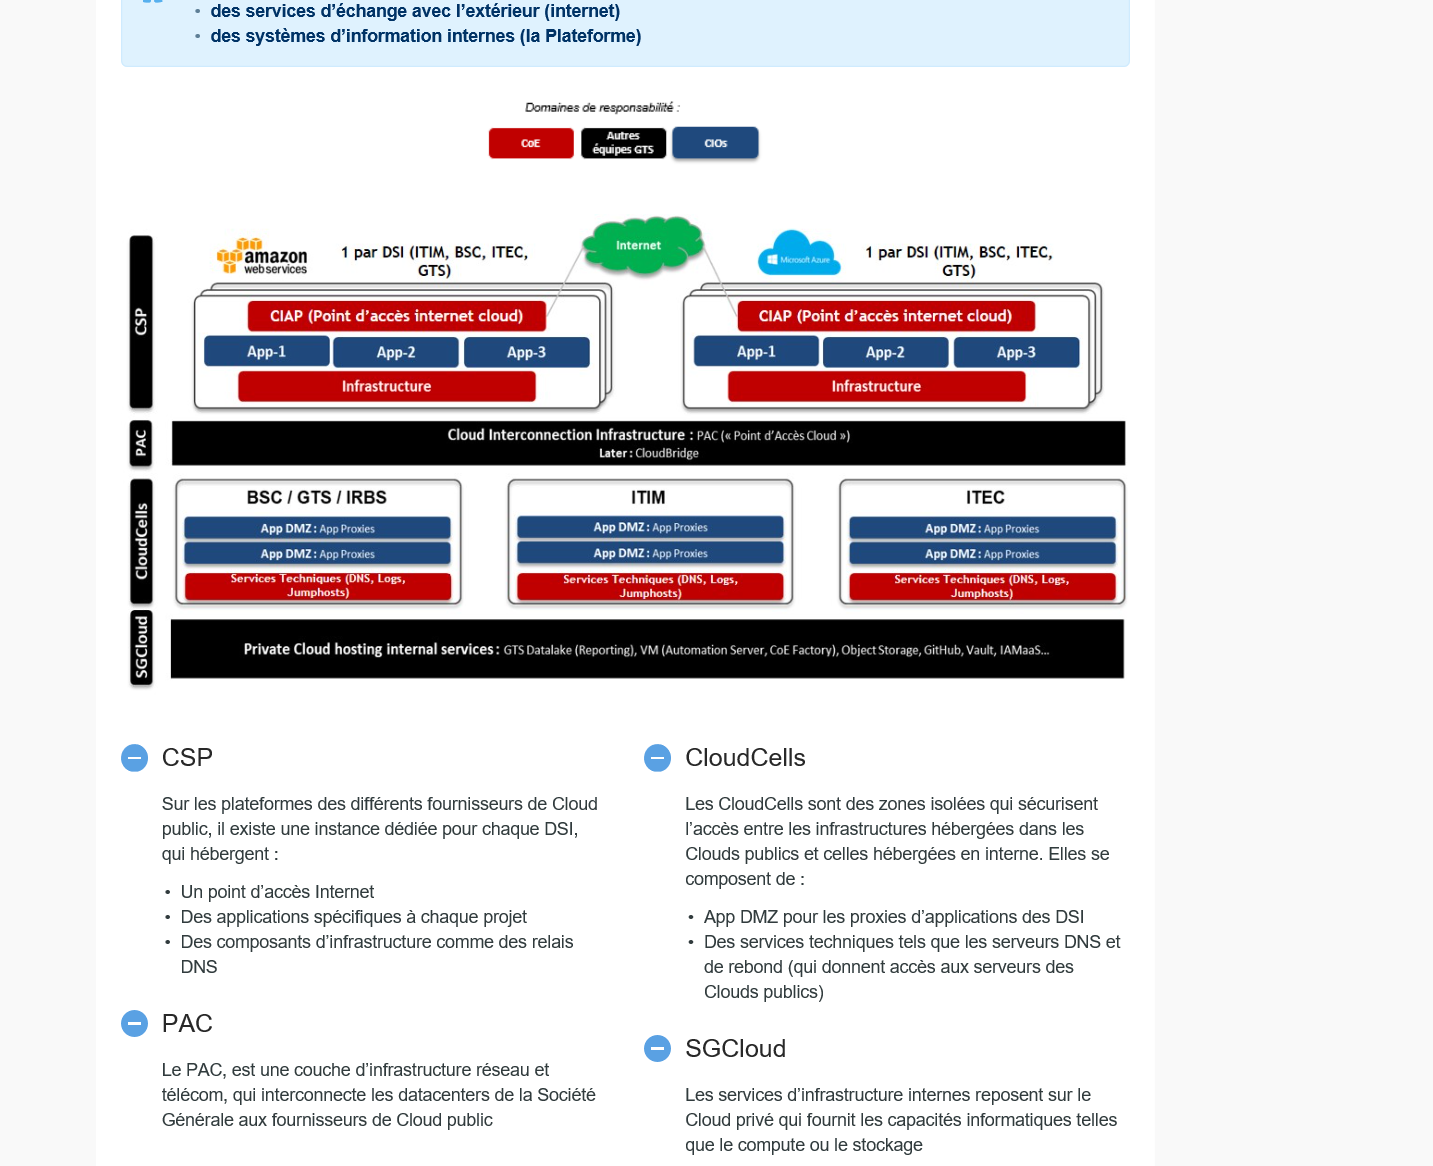 • des services d’échange avec l’extérieur (internet)
• des systèmes d’information internes (la Plateforme)
Domaines de responsabilité :
CoE
Autres
équipes GTS
CIOs
Internet
amazon
webservices
1 par DSI (ITIM, BSC, ITEC,
GTS)
Microsoft Azure
1 par DSI (ITIM, BSC, ITEC,
GTS)
CSP
CIAP (Point d’accès internet cloud)
App-1
App-2
App-3
Infrastructure
CIAP (Point d’accès internet cloud)
App-1
App-2
App-3
Infrastructure
PAC
Cloud Interconnection Infrastructure : PAC (« Point d’Accès Cloud »)
Later : CloudBridge
CloudCells
BSC / GTS / IRBS
App DMZ : App Proxies
App DMZ : App Proxies
Services Techniques (DNS, Logs,
Jumphosts)
ITIM
App DMZ : App Proxies
App DMZ : App Proxies
Services Techniques (DNS, Logs,
Jumphosts)
ITEC
App DMZ : App Proxies
App DMZ : App Proxies
Services Techniques (DNS, Logs,
Jumphosts)
SGCloud
Private Cloud hosting internal services : GTS Datalake (Reporting), VM (Automation Server, CoE Factory), Object Storage, GitHub, Vault, IAMaaS...
CSP
Sur les plateformes des différents fournisseurs de Cloud
public, il existe une instance dédiée pour chaque DSI,
qui hébergent :
• Un point d’accès Internet
• Des applications spécifiques à chaque projet
• Des composants d’infrastructure comme des relais
DNS
PAC
Le PAC, est une couche d’infrastructure réseau et
télécom, qui interconnecte les datacenters de la Société
Générale aux fournisseurs de Cloud public
CloudCells
Les CloudCells sont des zones isolées qui sécurisent
l’accès entre les infrastructures hébergées dans les
Clouds publics et celles hébergées en interne. Elles se
composent de :
• App DMZ pour les proxies d’applications des DSI
• Des services techniques tels que les serveurs DNS et
de rebond (qui donnent accès aux serveurs des
Clouds publics)
SGCloud
Les services d’infrastructure internes reposent sur le
Cloud privé qui fournit les capacités informatiques telles
que le compute ou le stockage